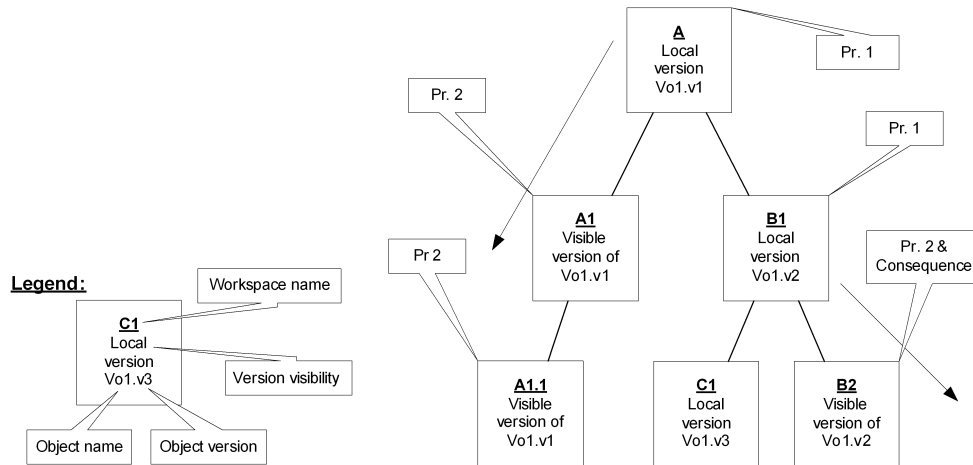 A
Local
version
Vo1.v1
Pr. 1
Pr. 2
Pr. 1
A1
Visible
version of
Vo1.v1
B1
Local
version
Vo1.v2
Pr 2
Pr. 2 &
Consequence
Legend:
Workspace name
C1
Local
version
Vo1.v3
Version visibility
Object name
Object version
A1.1
Visible
version of
Vo1.v1
C1
Local
version
Vo1.v3
B2
Visible
version of
Vo1.v2